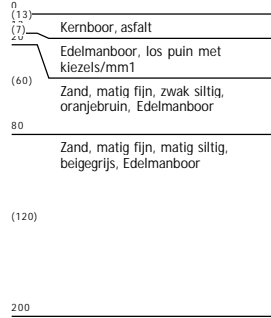 0
(13)
(7)
20
Kernboor, asfalt
Edelmanboor, los puin met
kiezels/mm1
(60)
Zand, matig fijn, zwak siltig,
oranjebruin, Edelmanboor
80
Zand, matig fijn, matig siltig,
beigegrijs, Edelmanboor
(120)
200